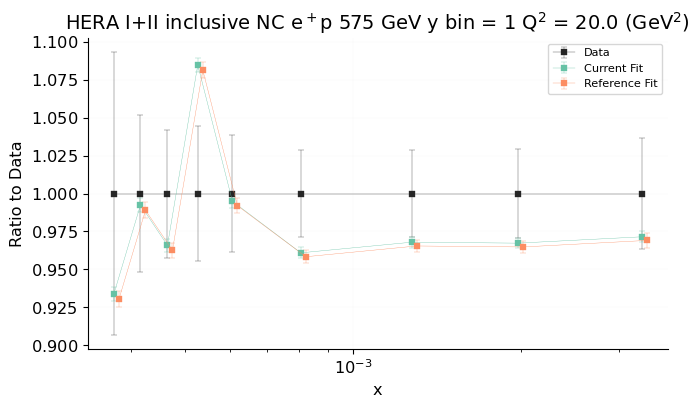 HERA I+II inclusive NC e⁺p 575 GeV y bin = 1 Q² = 20.0 (GeV²)
Ratio to Data
1.100
1.075
1.050
1.025
1.000
0.975
0.950
0.925
0.900
Data
Current Fit
Reference Fit
10⁻³
x